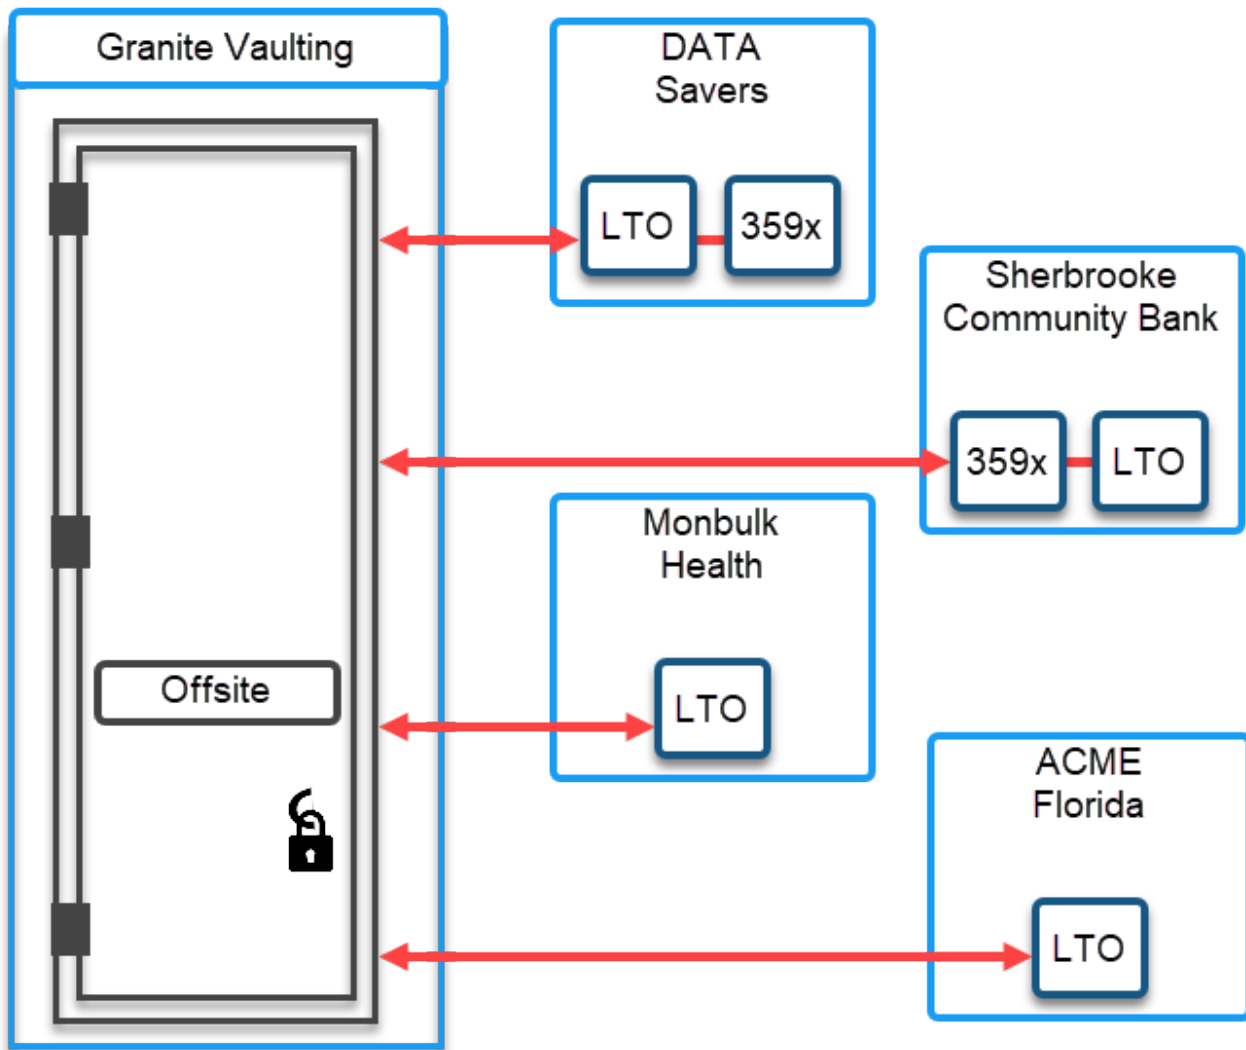 Granite Vaulting
Offsite
DATA
Savers
LTO
359x
Sherbrooke
Community Bank
359x
LTO
Monbulk
Health
LTO
ACME
Florida
LTO